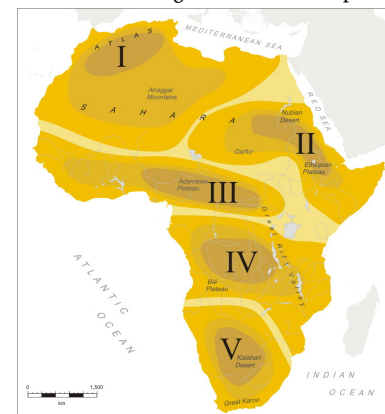 MEDITERRANEAN SEA
ATLAS
I
Ahaggar
Mountains
SAHARA
RED SEA
Nubian
Desert
II
Darfur
Ethiopian
Plateau
Adamawa
Plateau
III
Great Rift Valley
IV
Bié
Plateau
ATLANTIC
OCEAN
V
Kalahari
Desert
INDIAN
OCEAN
Great Karoo
0 1,500
km